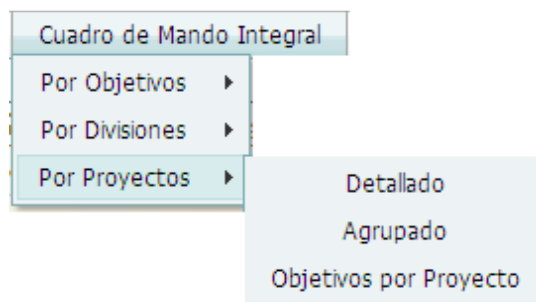 Cuadro de Mando Integral
Por Objetivos
Por Divisiones
Por Proyectos
Detallado
Agrupado
Objetivos por Proyecto